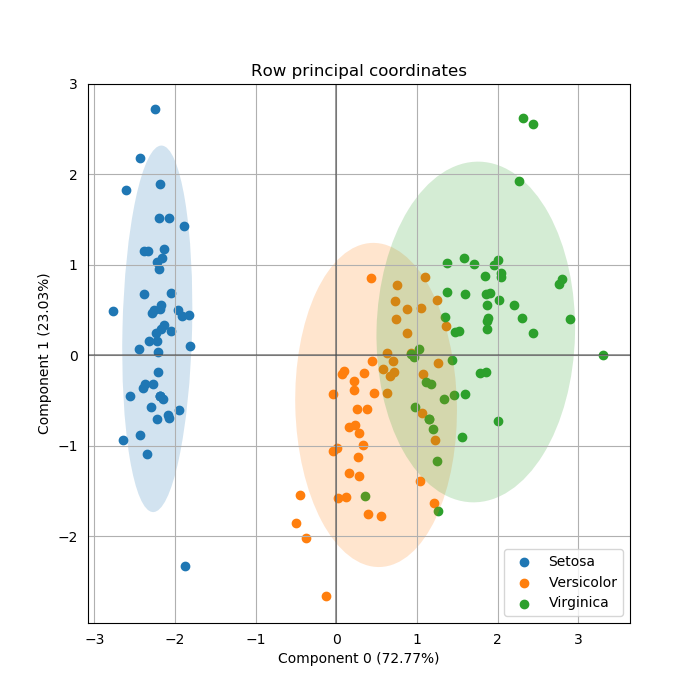 Row principal coordinates
3
2
1
0
−1
−2
Component 1 (23.03%)
−3 −2 −1 0 1 2 3
Component 0 (72.77%)
Setosa
Versicolor
Virginica